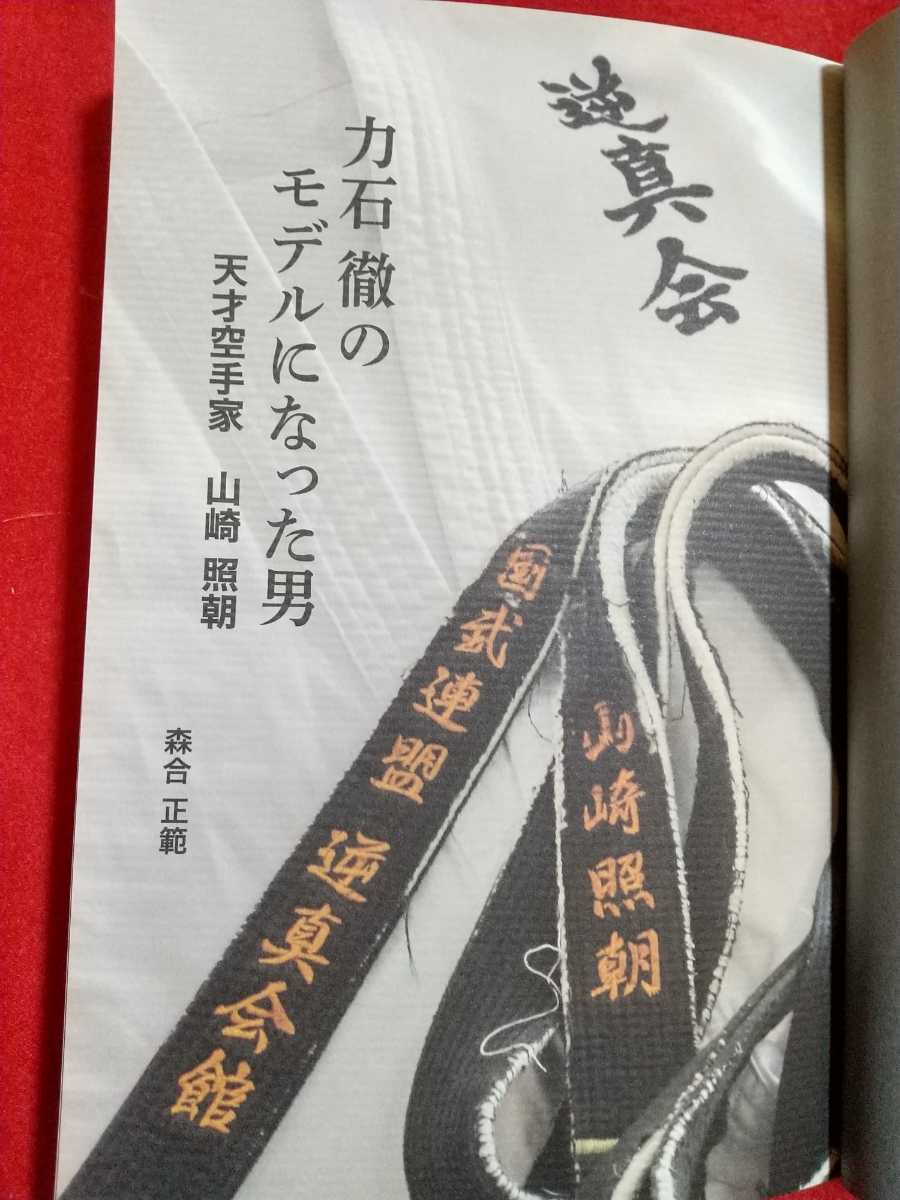 逆真会
力石 徹の
モデルになった男
天才空手家 山崎 照朝
森合 正範
國武連盟 逆真会館
山崎照朝